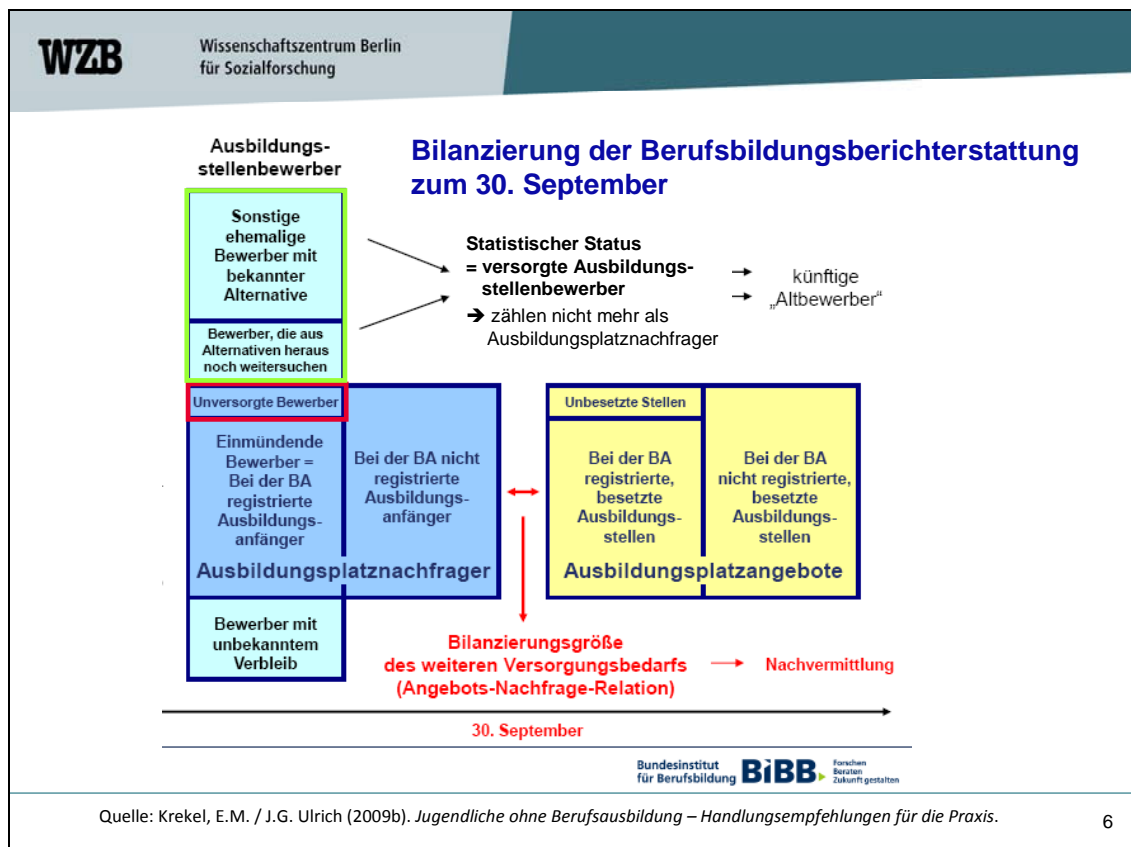 WZB
Wissenschaftszentrum Berlin
für Sozialforschung
Bilanzierung der Berufsbildungsberichterstattung
zum 30. September
Ausbildungs-
stellenbewerber
Sonstige
ehemalige
Bewerber mit
bekannter
Alternative
Bewerber, die aus
Alternativen heraus
noch weitersuchen
Statistischer Status
= versorgte Ausbildungs-
stellenbewerber
➔ zählen nicht mehr als
Ausbildungsplatznachfrager
künftige
„Altbewerber“
Unversorgte Bewerber
Einmündende
Bewerber =
Bei der BA
registrierte
Ausbildungs-
anfänger
Bei der BA nicht
registrierte
Ausbildungs-
anfänger
Ausbildungsplatznachfrager
Unbesetzte Stellen
Bei der BA
registrierte,
besetzte
Ausbildungs-
stellen
Bei der BA
nicht registrierte,
besetzte
Ausbildungs-
stellen
Ausbildungsplatzangebote
Bewerber mit
unbekanntem
Verbleib
Bilanzierungsgröße
des weiteren Versorgungsbedarfs
(Angebots-Nachfrage-Relation)
Nachvermittlung
30. September
Bundesinstitut
für Berufsbildung
BiBB
Forschen
Beraten
Zukunft gestalten
Quelle: Krekel, E.M. / J.G. Ulrich (2009b). Jugendliche ohne Berufsausbildung – Handlungsempfehlungen für die Praxis.
6